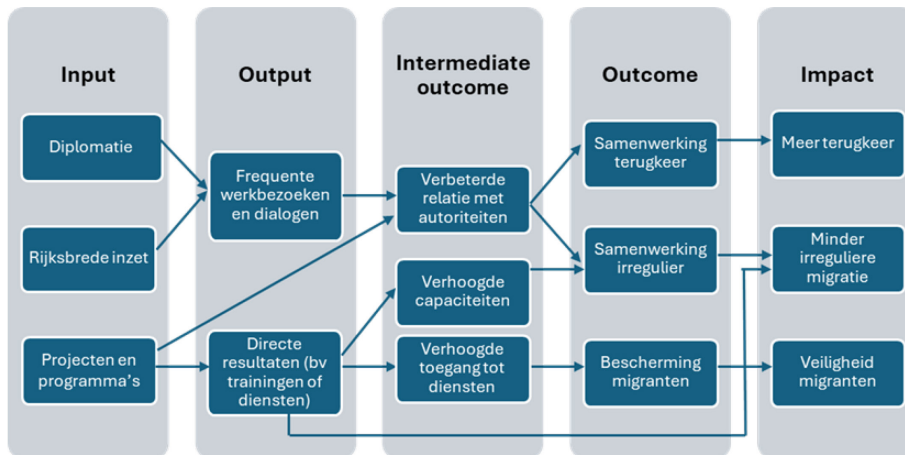 Input
Output
Intermediate
outcome
Outcome
Impact
Diplomatie
Rijksbrede inzet
Projecten en
programma's
Frequente
werkbezoeken
en dialogen
Directe
resultaten (bv
trainingen of
diensten)
Verbeterde
relatie met
autoriteiten
Verhoogde
capaciteiten
Verhoogde
toegang tot
diensten
Samenwerking
terugkeer
Samenwerking
irregulier
Bescherming
migranten
Meer terugkeer
Minder
irreguliere
migratie
Veiligheid
migranten